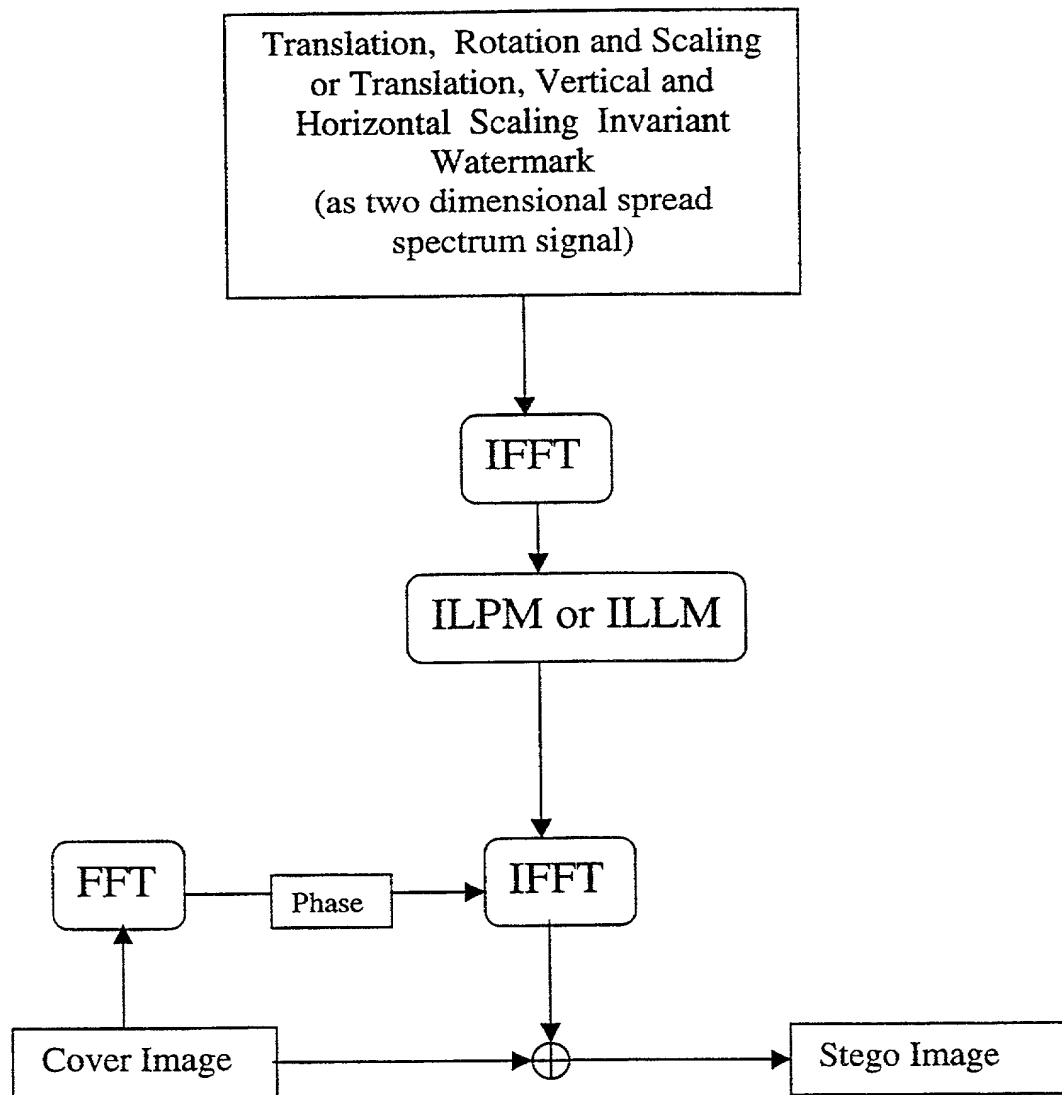 Translation, Rotation and Scaling
or Translation, Vertical and
Horizontal Scaling Invariant
Watermark
(as two dimensional spread
spectrum signal)
IFFT
ILPM or ILLM
FFT
Phase
IFFT
Cover Image
Stego Image